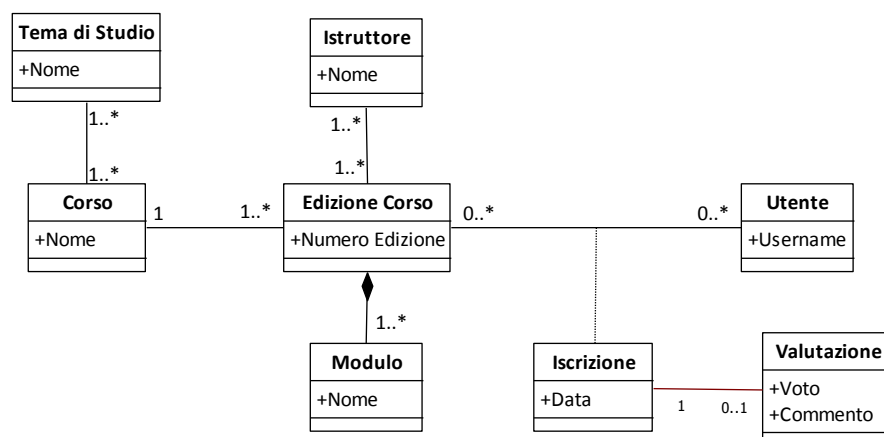 Tema di Studio
+Nome
Istruttore
+Nome
1..*
1..*
1..*
1..*
Corso
+Nome
1
1..*
Edizione Corso
+Numero Edizione
0..*
0..*
Utente
+Username
1..*
Modulo
+Nome
Iscrizione
+Data
1
0..1
Valutazione
+Voto
+Commento